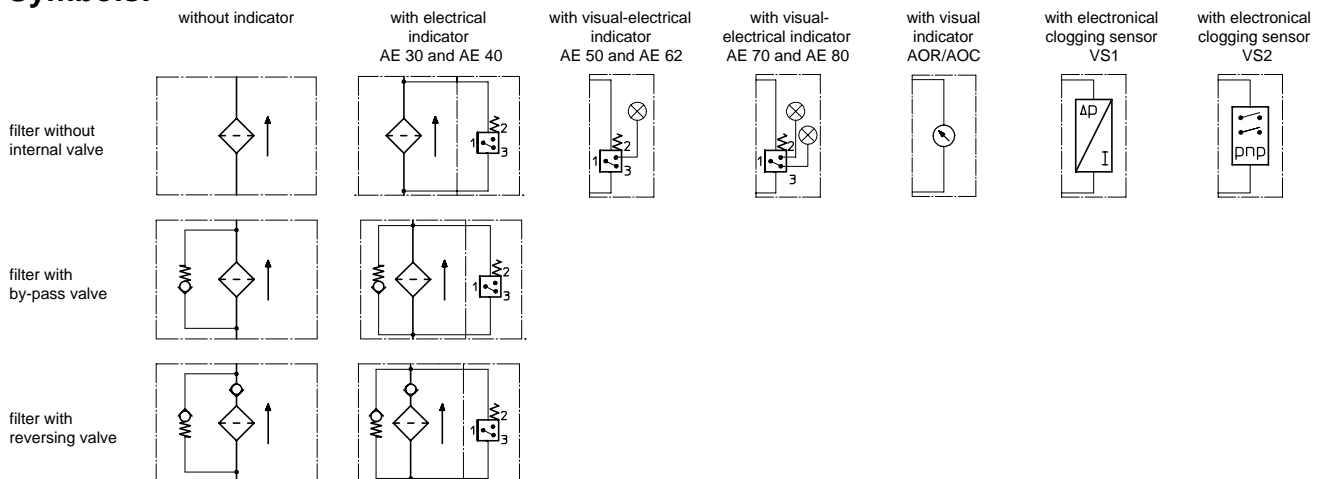 without indicator
with electrical
indicator
AE 30 and AE 40
with visual-electrical
indicator
AE 50 and AE 62
with visual-
electrical indicator
AE 70 and AE 80
with visual
indicator
AOR/AOC
with electronical
clogging sensor
VS1
with electronical
clogging sensor
VS2
filter without
internal valve
1
2
3
1
2
3
1
2
3
Δp
I
pnp
filter with
by-pass valve
1
2
3
filter with
reversing valve
1
2
3